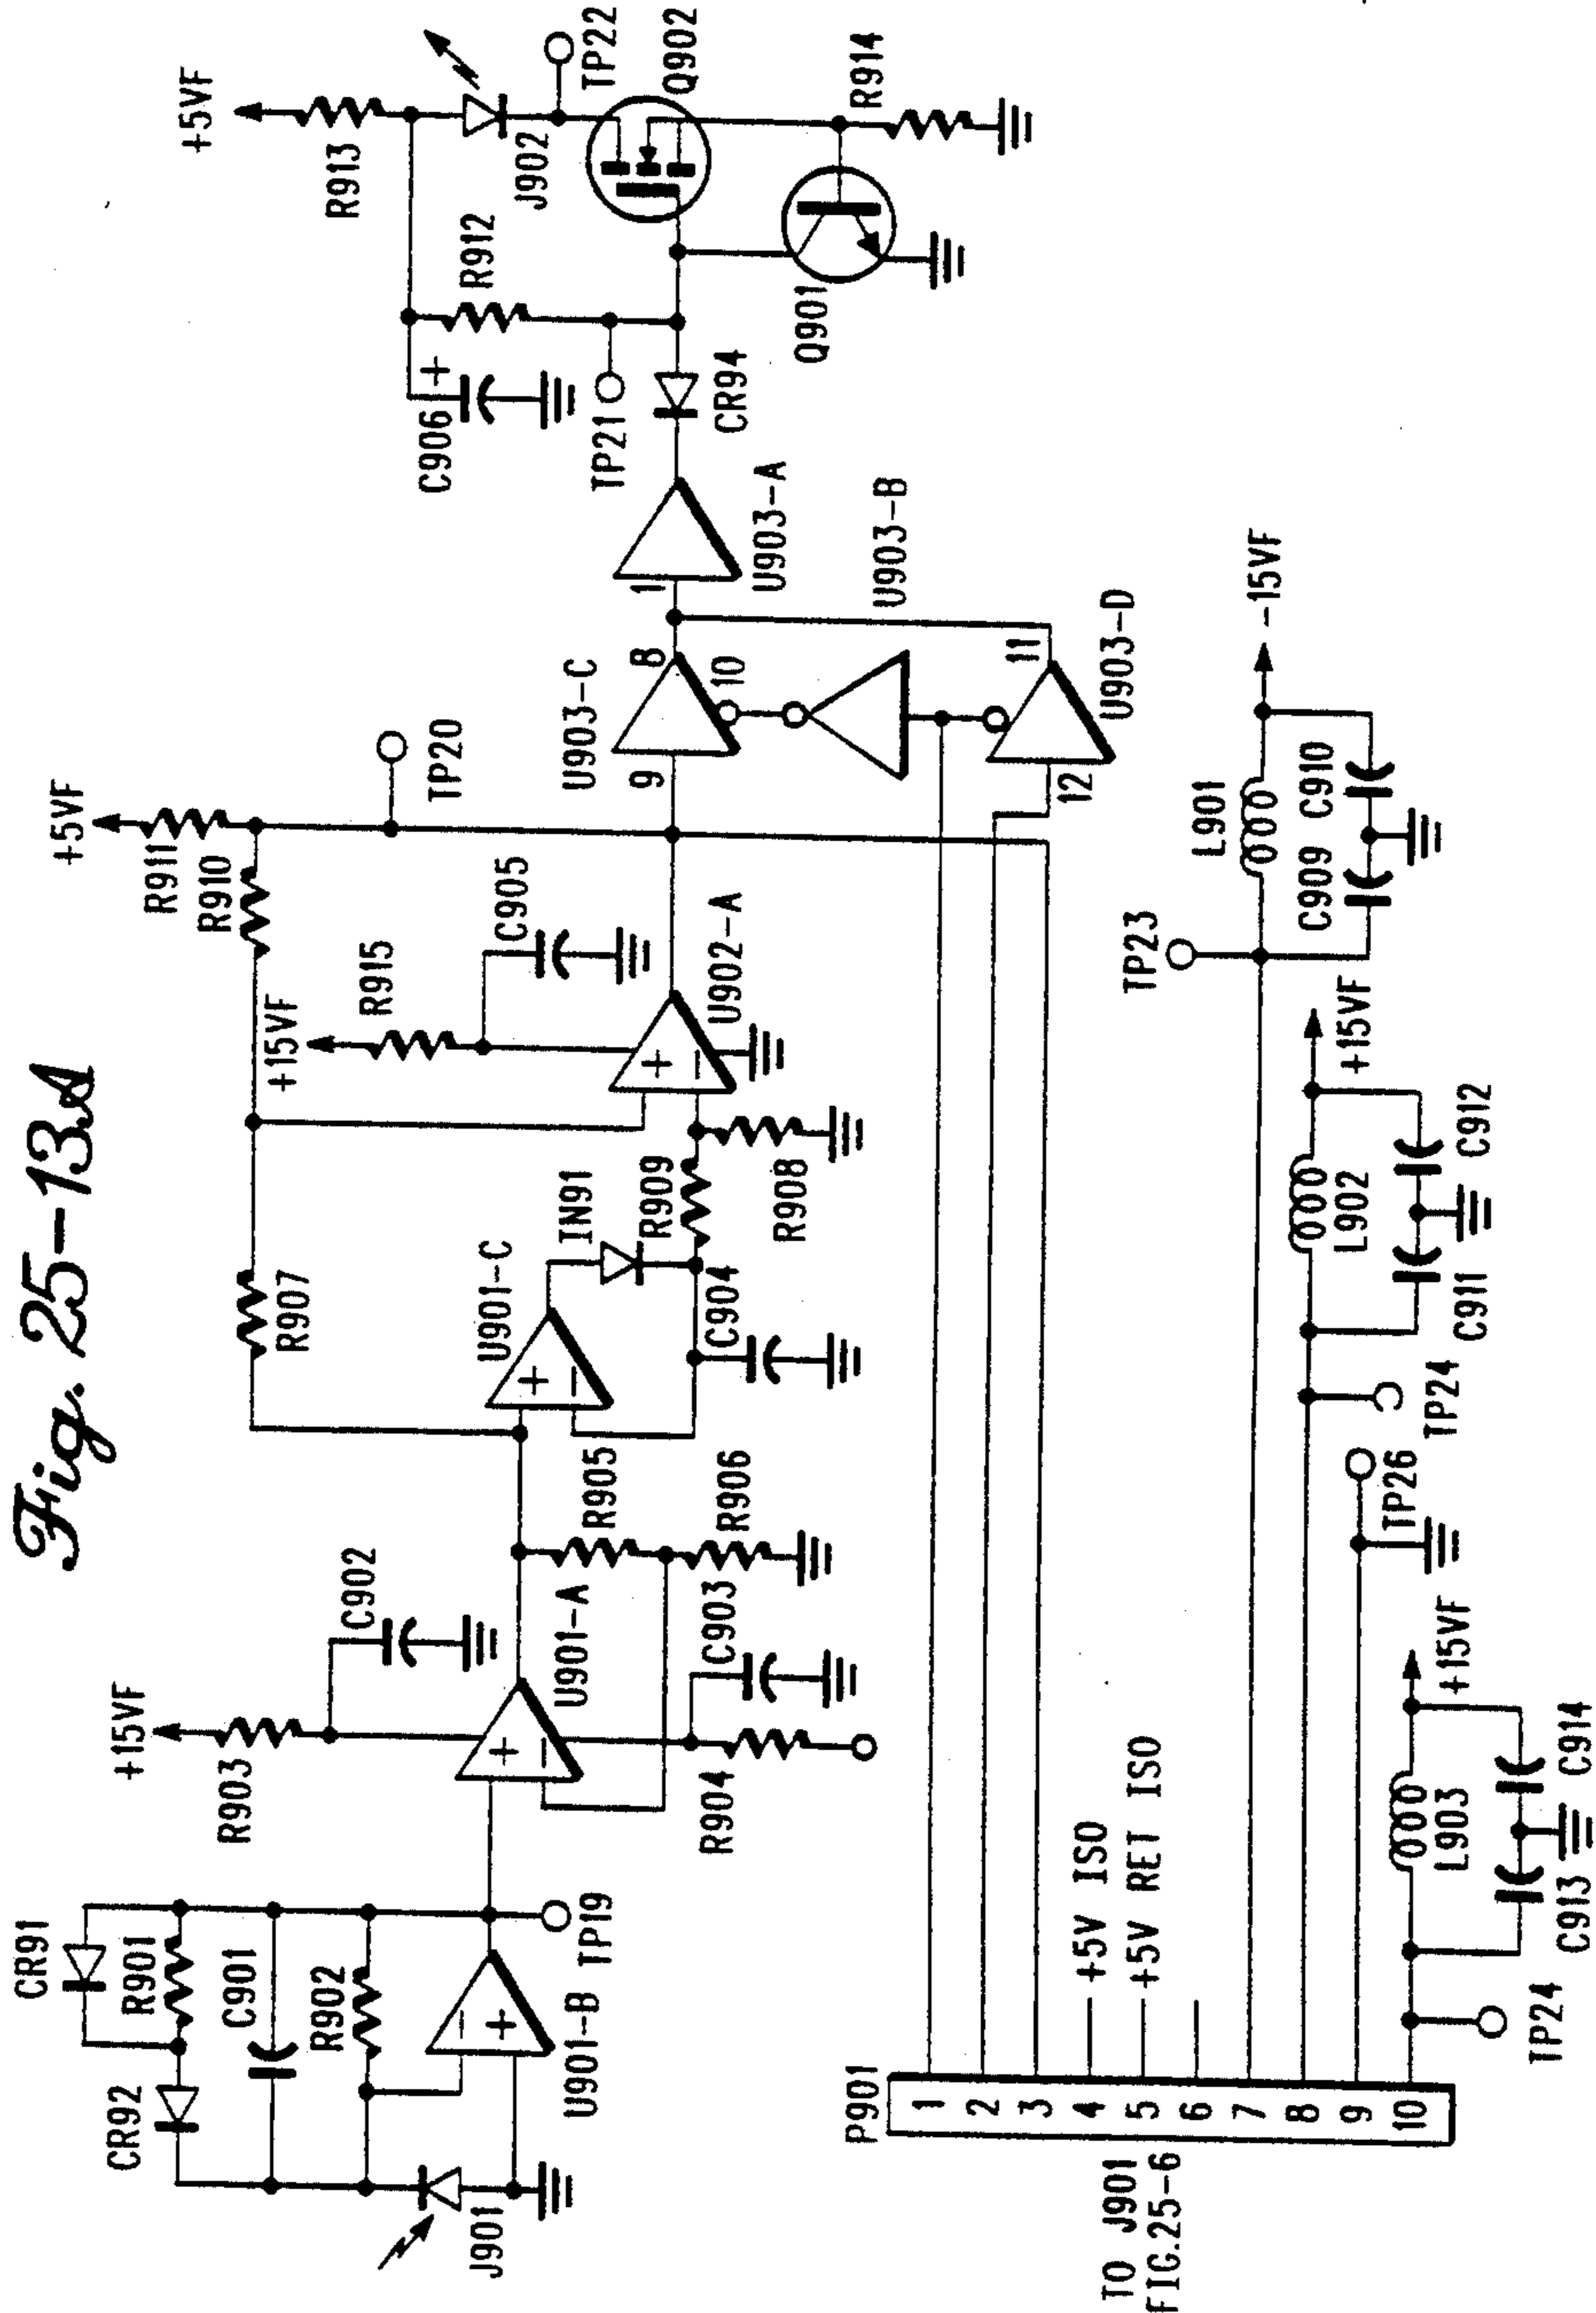 Fig. 25-13A
CR91
R901
CR92
C901
R902
U901-B
TP19
J901
+15VF
R903
C902
U901-A
R904
C903
R905
R906
R907
U901-C
IN91
R909
C904
R908
+15VF
R915
C905
U902-A
+5VF
R911
R910
TP20
U903-C
9
8
10
U903-B
12
11
U903-D
1
U903-A
CR94
TP21
C906
+
R912
+5VF
R913
J902
TP22
Q902
Q901
R914
P901
TO J901
FIG.25-6
1
2
3
4 +5V ISO
5 +5V RET ISO
6
7
8
9
10
TP24
L903
C913
C914
+15VF
TP26
TP24
L902
C911
C912
+15VF
TP23
L901
C909
C910
-15VF
+
−
+
−
+
−
+
−